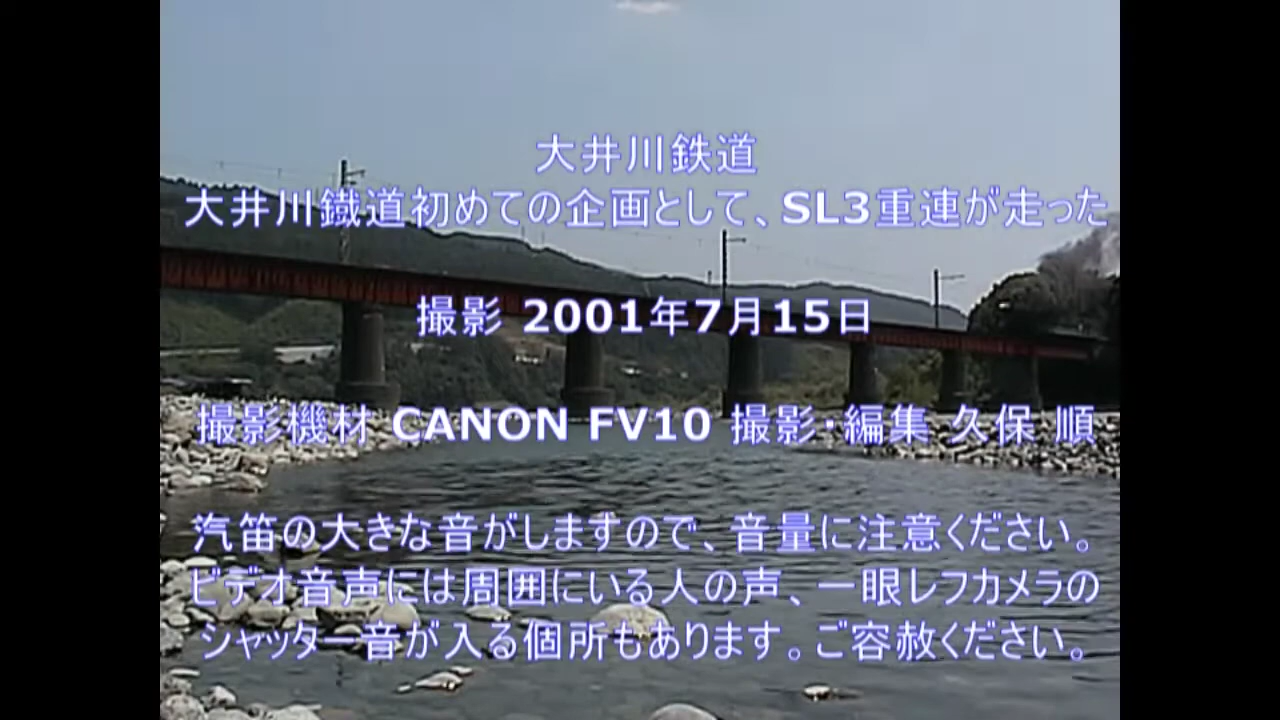 大井川鉄道
大井川鐵道初めての企画として、SL3重連が走った
撮影 2001年7月15日
撮影機材 CANON FV10 撮影・編集 久保 順
汽笛の大きな音がしますので、音量に注意ください。
ビデオ音声には周囲にいる人の声、一眼レフカメラの
シャッター音が入る個所もあります。ご容赦ください。